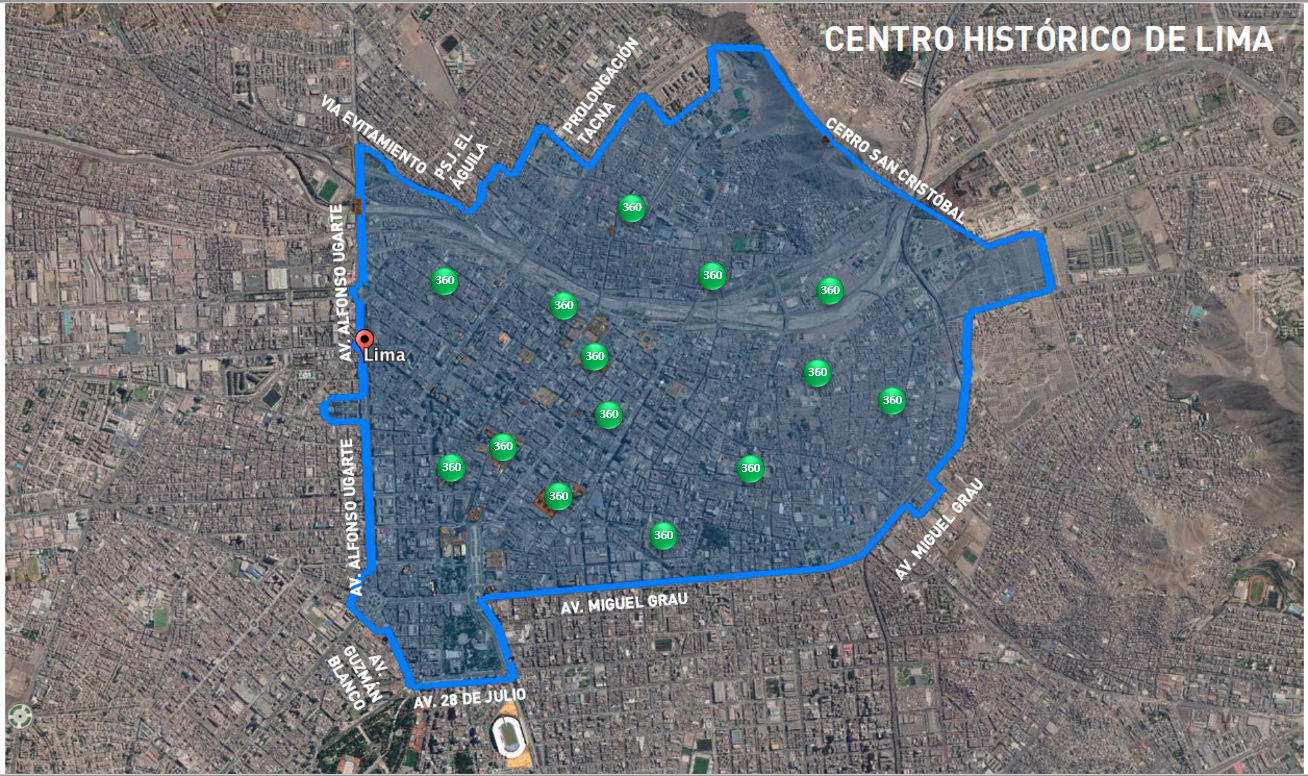 CENTRO HISTÓRICO DE LIMA
PROLONGACIÓN
TACNA
VIA EVITAMIENTO
PSJ. EL
ÁGUILA
CERRO SAN CRISTÓBAL
AV. ALFONSO UGARTE
360
360
360
360
360
Lima
360
360
360
360
360
360
360
360
360
AV. ALFONSO UGARTE
AV. MIGUEL GRAU
AV. MIGUEL GRAU
AV.
GUZMÁN
BLANCO
AV. 28 DE JULIO